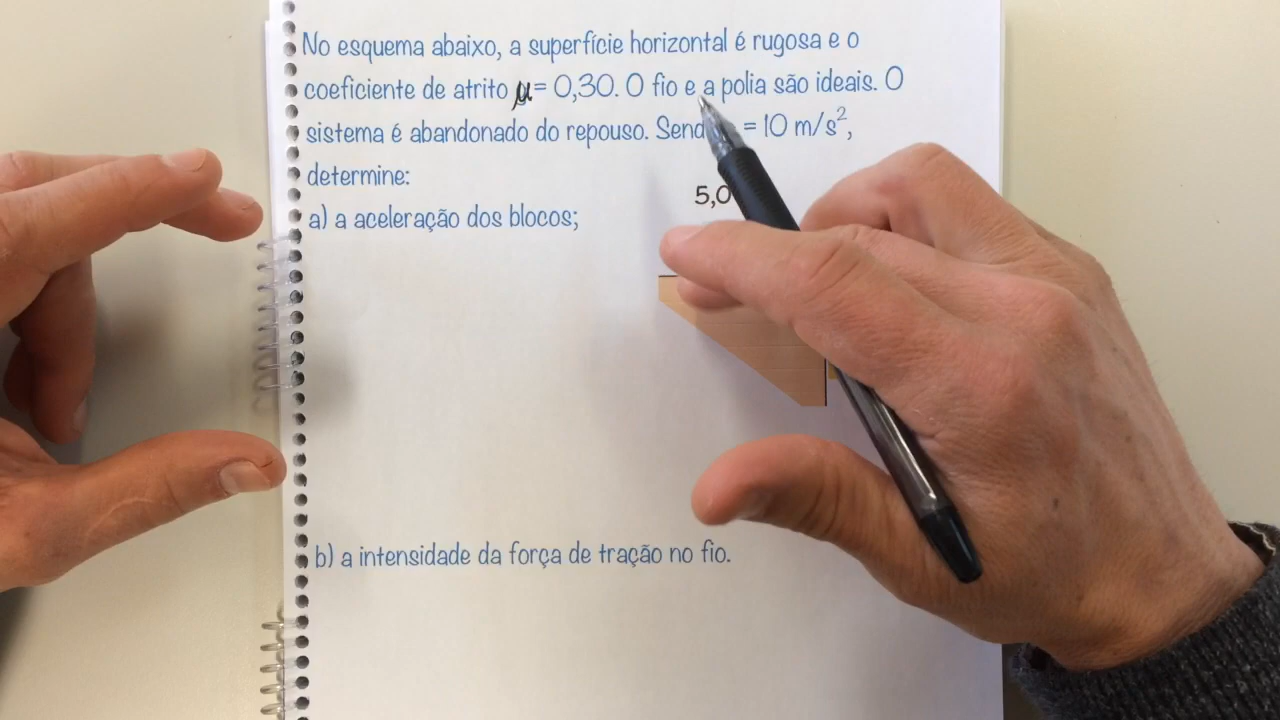 No esquema abaixo, a superfície horizontal é rugosa e o
coeficiente de atrito μ = 0,30. O fio e a polia são ideais. O
sistema é abandonado do repouso. = 10 m/s²,
determine:
5,0
a) a aceleração dos blocos;
b) a intensidade da força de tração no fio.